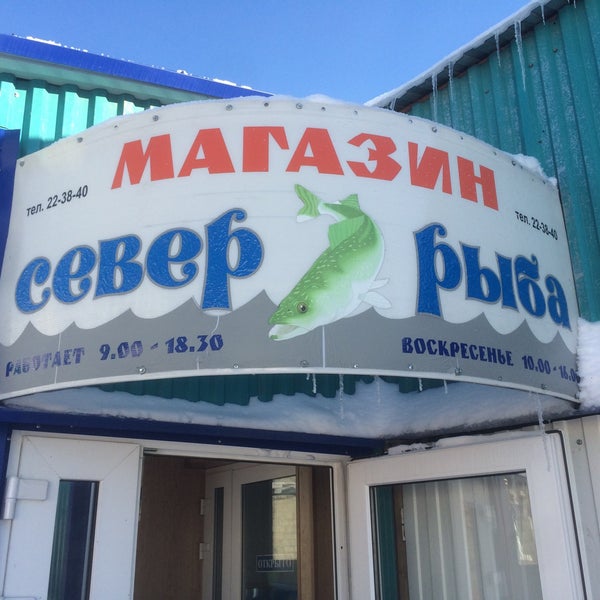 МАГАЗИН
тел. 22-38-40
тел. 22-38-40
север рыба
РАБОТАЕТ 9.00 - 18.30
ВОСКРЕСЕНЬЕ 10.00 - 16.00
ОТКРЫТО